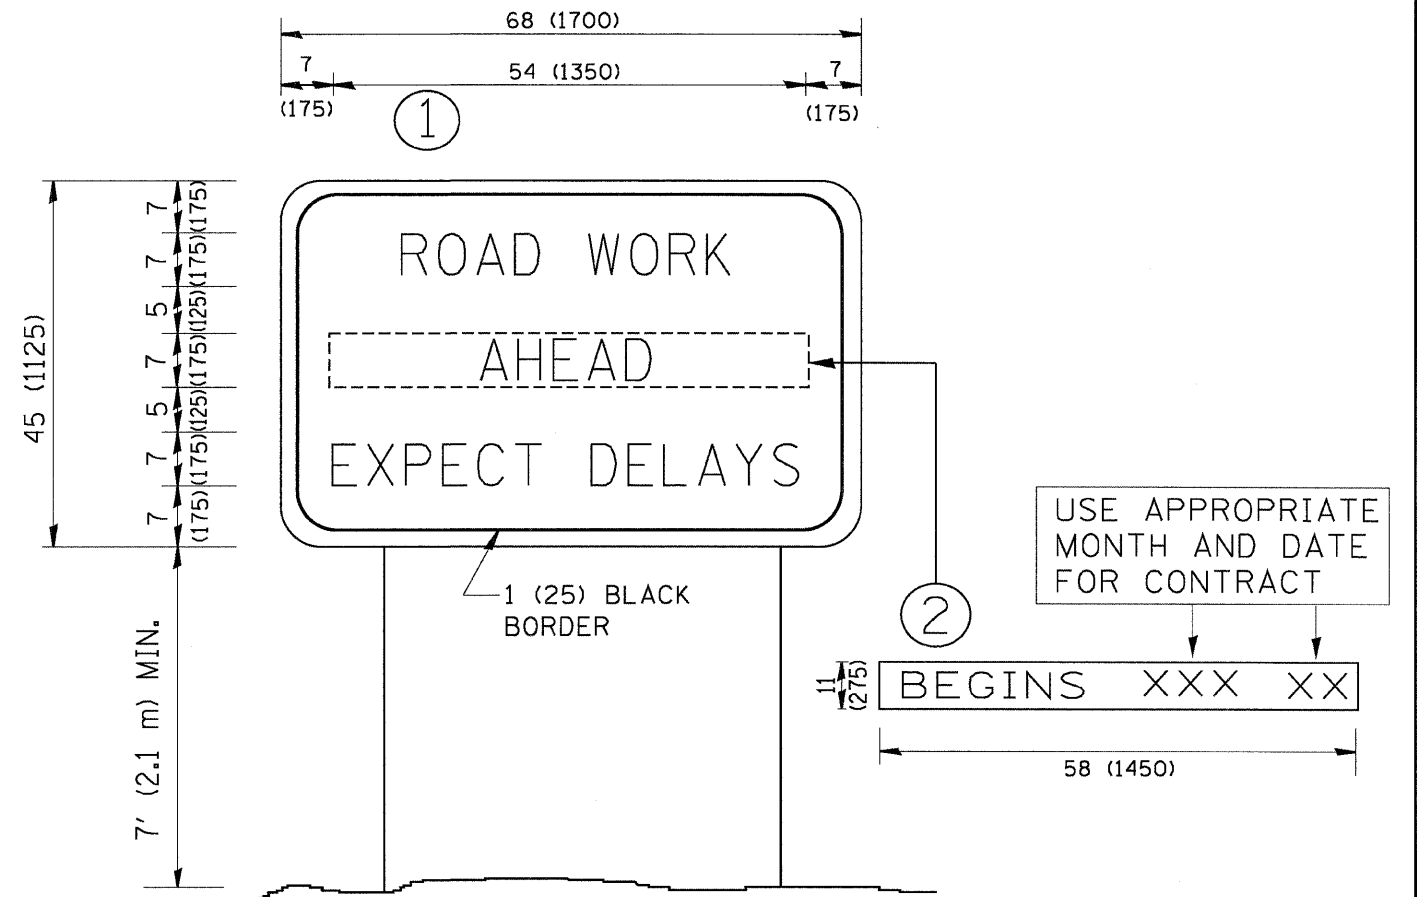 68 (1700)
7
54 (1350)
7
(175)
(175)
1
45 (1125)
7 (175)
7 (175)
5 (125)
7 (175)
5 (125)
7 (175)
7 (175)
ROAD WORK
AHEAD
EXPECT DELAYS
1 (25) BLACK
BORDER
7' (2.1 m) MIN.
2
USE APPROPRIATE
MONTH AND DATE
FOR CONTRACT
11
(275)
BEGINS XXX XX
58 (1450)